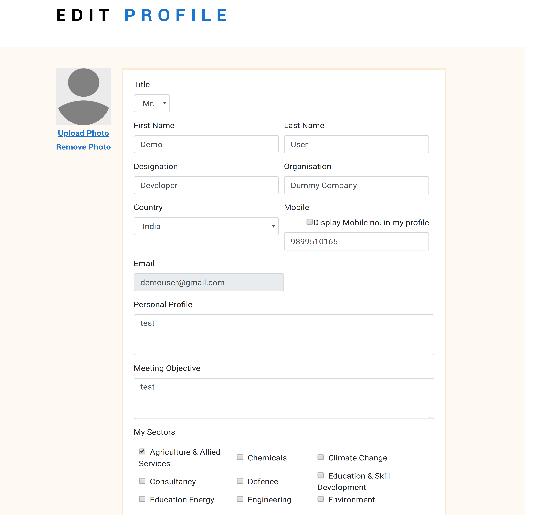 EDIT PROFILE
Upload Photo
Remove Photo
Title
Mr.
First Name
Last Name
Demo
User
Designation
Organisation
Developer
Dummy Company
Country
Mobile
India
Display Mobile no. in my profile
9899510165
Email
demouser@gmail.com
Personal Profile
test
Meeting Objective
test
My Sectors
Agriculture & Allied
Services
Chemicals
Climate Change
Consultancy
Defence
Education & Skill
Development
Education Energy
Engineering
Environment